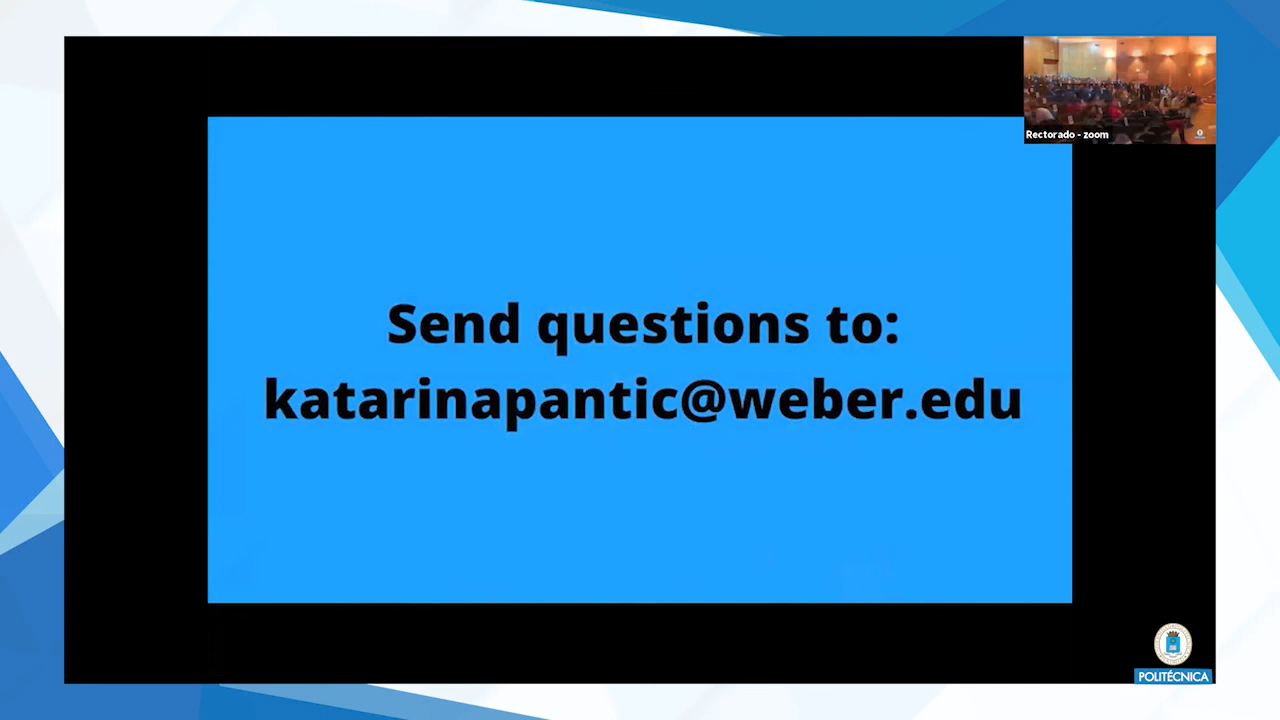 Rectorado - zoom
Send questions to:
katarinapantic@weber.edu
POLITÉCNICA